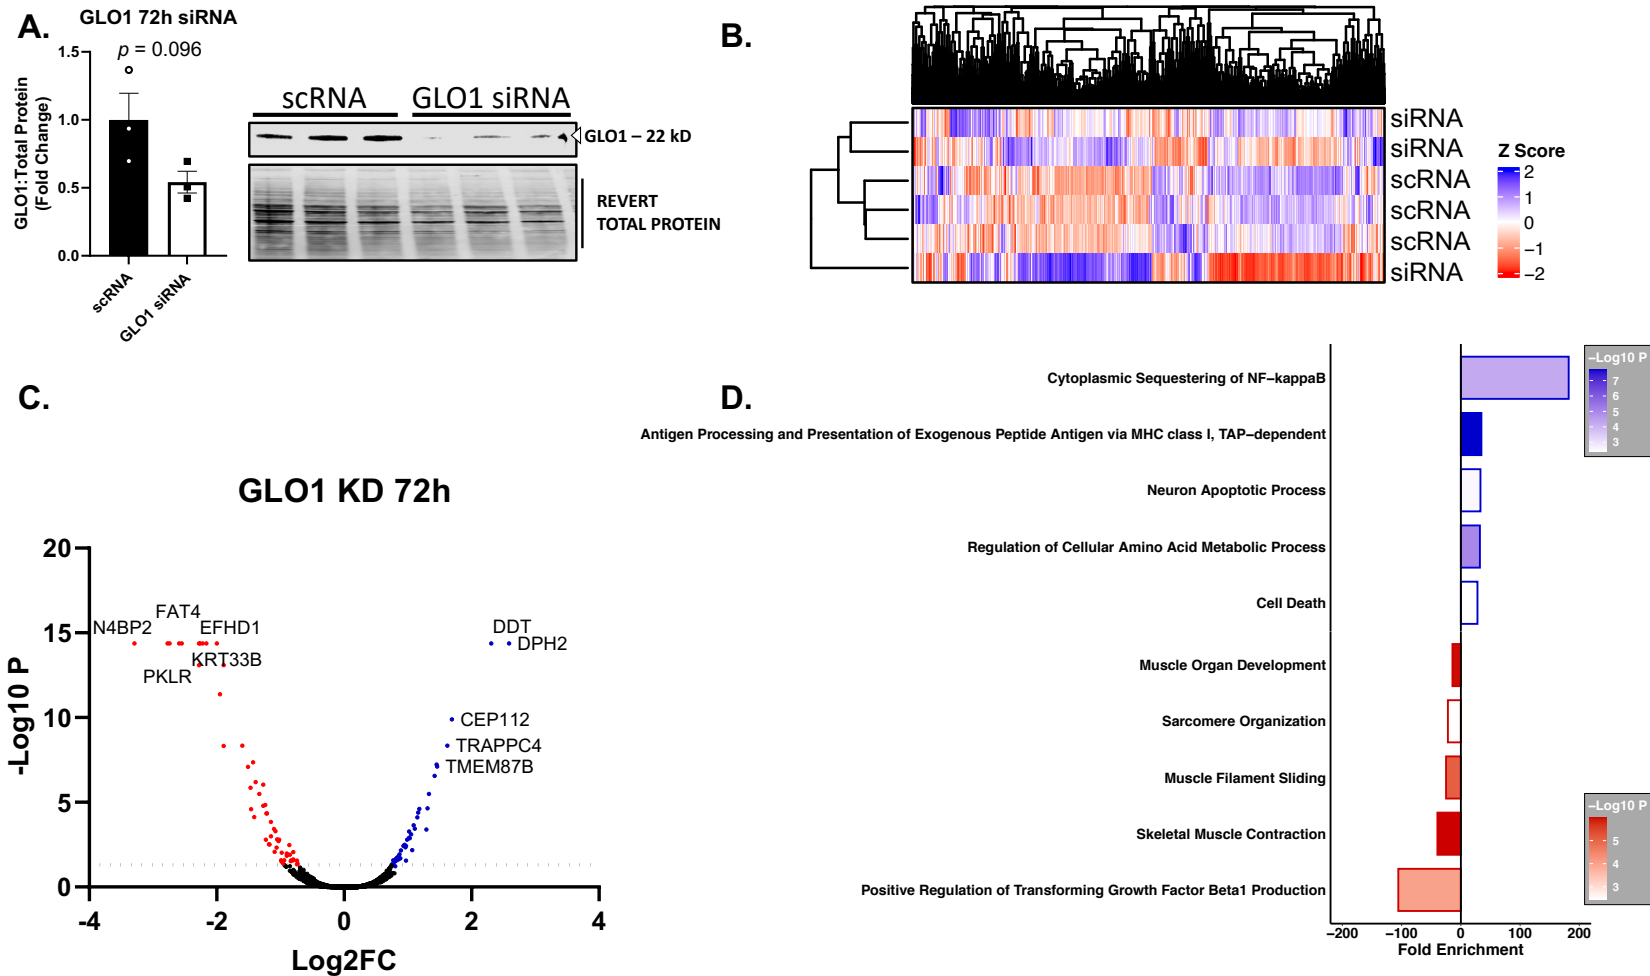 A.
GLO1 72h siRNA
p = 0.096
GLO1:Total Protein
(Fold Change)
1.5
1.0
0.5
0.0
scRNA
GLO1 siRNA
scRNA
GLO1 siRNA
GLO1 – 22 kD
REVERT
TOTAL PROTEIN
B.
siRNA
siRNA
scRNA
scRNA
scRNA
siRNA
Z Score
2
1
0
−1
−2
C.
GLO1 KD 72h
-Log10 P
20
15
10
5
0
-4
-2
0
2
4
Log2FC
FAT4
N4BP2
EFHD1
KRT33B
PKLR
DDT
DPH2
CEP112
TRAPPC4
TMEM87B
D.
Cytoplasmic Sequestering of NF−kappaB
Antigen Processing and Presentation of Exogenous Peptide Antigen via MHC class I, TAP−dependent
Neuron Apoptotic Process
Regulation of Cellular Amino Acid Metabolic Process
Cell Death
Muscle Organ Development
Sarcomere Organization
Muscle Filament Sliding
Skeletal Muscle Contraction
Positive Regulation of Transforming Growth Factor Beta1 Production
−200
−100
0
100
200
Fold Enrichment
−Log10 P
7
6
5
4
3
−Log10 P
5
4
3